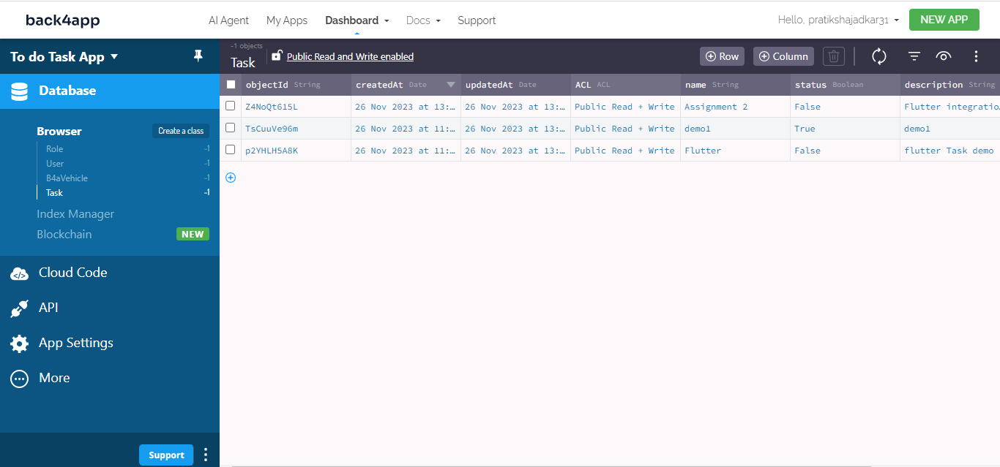 back4app AI Agent My Apps Dashboard Docs Support Hello, pratikshajadkar31 NEW APP
To do Task App
Database
Browser Create a class
Role -1
User -1
B4aVehicle -1
Task -1
Index Manager
Blockchain NEW
Cloud Code
API
App Settings
More
Support
-1 objects
Task Public Read and Write enabled Row Column
objectId String createdAt Date updatedAt Date ACL ACL name String status Boolean description String
Z4NoQt615L 26 Nov 2023 at 13:… 26 Nov 2023 at 13:… Public Read + Write Assignment 2 False Flutter integratio…
TsCuuVe96m 26 Nov 2023 at 11:… 26 Nov 2023 at 13:… Public Read + Write demo1 True demo1
p2YHLH5A8K 26 Nov 2023 at 11:… 26 Nov 2023 at 13:… Public Read + Write Flutter False flutter Task demo